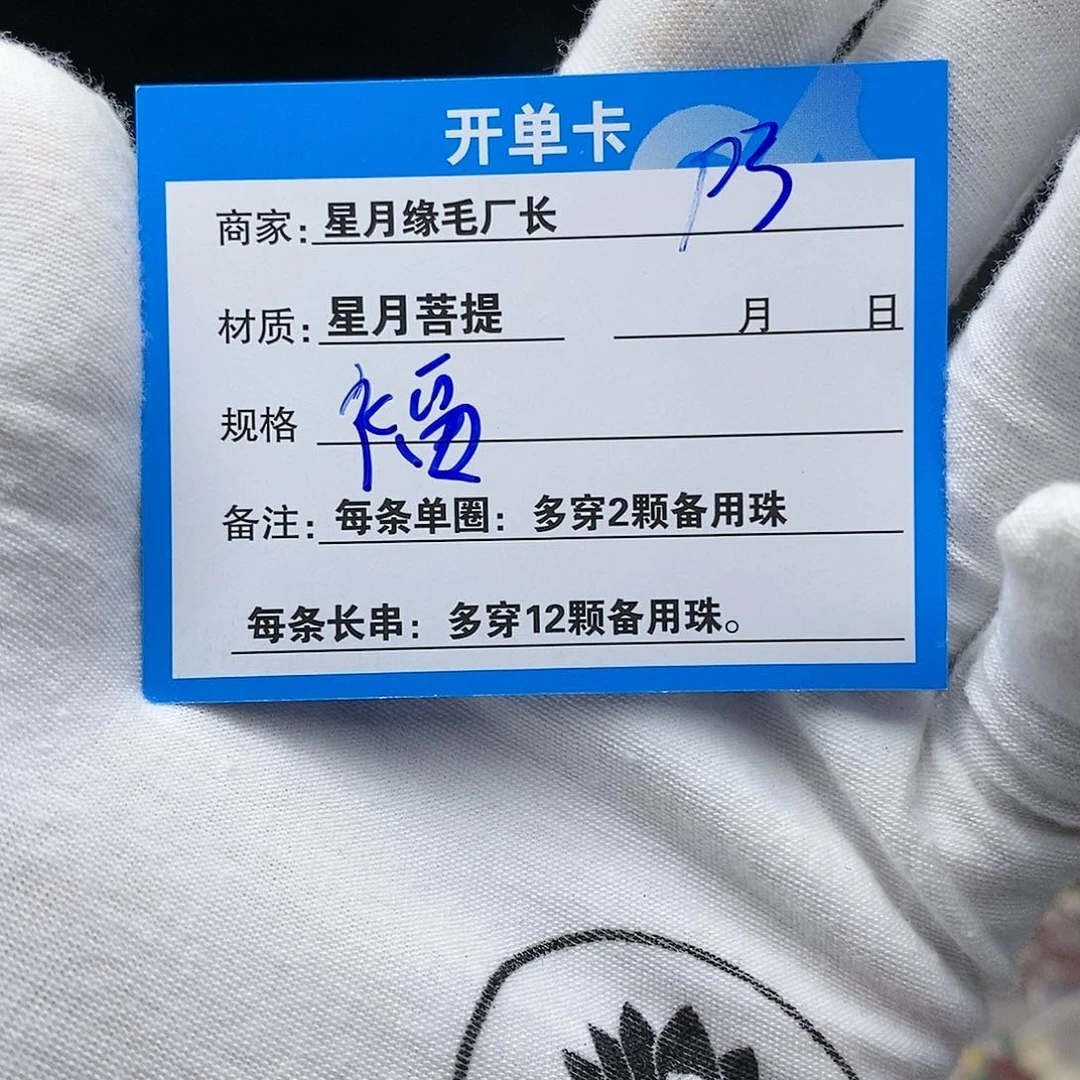 开单卡
P3
商家：星月缘毛厂长
材质：星月菩提 月 日
规格
备注：每条单圈：多穿2颗备用珠
每条长串：多穿12颗备用珠。